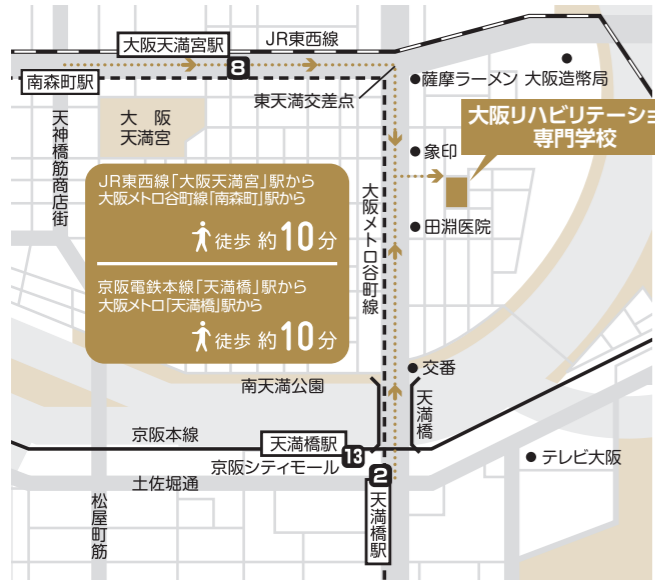 大阪天満宮駅
JR東西線
8
南森町駅
東天満交差点
薩摩ラーメン
大阪造幣局
天神橋筋商店街
大阪
天満宮
大阪リハビリテーショ
専門学校
象印
JR東西線「大阪天満宮」駅から
大阪メトロ谷町線「南森町」駅から
徒歩 約10分
京阪電鉄本線「天満橋」駅から
大阪メトロ「天満橋」駅から
徒歩 約10分
大阪メトロ谷町線
田淵医院
交番
南天満公園
天満橋
京阪本線
天満橋駅
13
京阪シティモール
2
テレビ大阪
土佐堀通
天満橋駅
松屋町筋